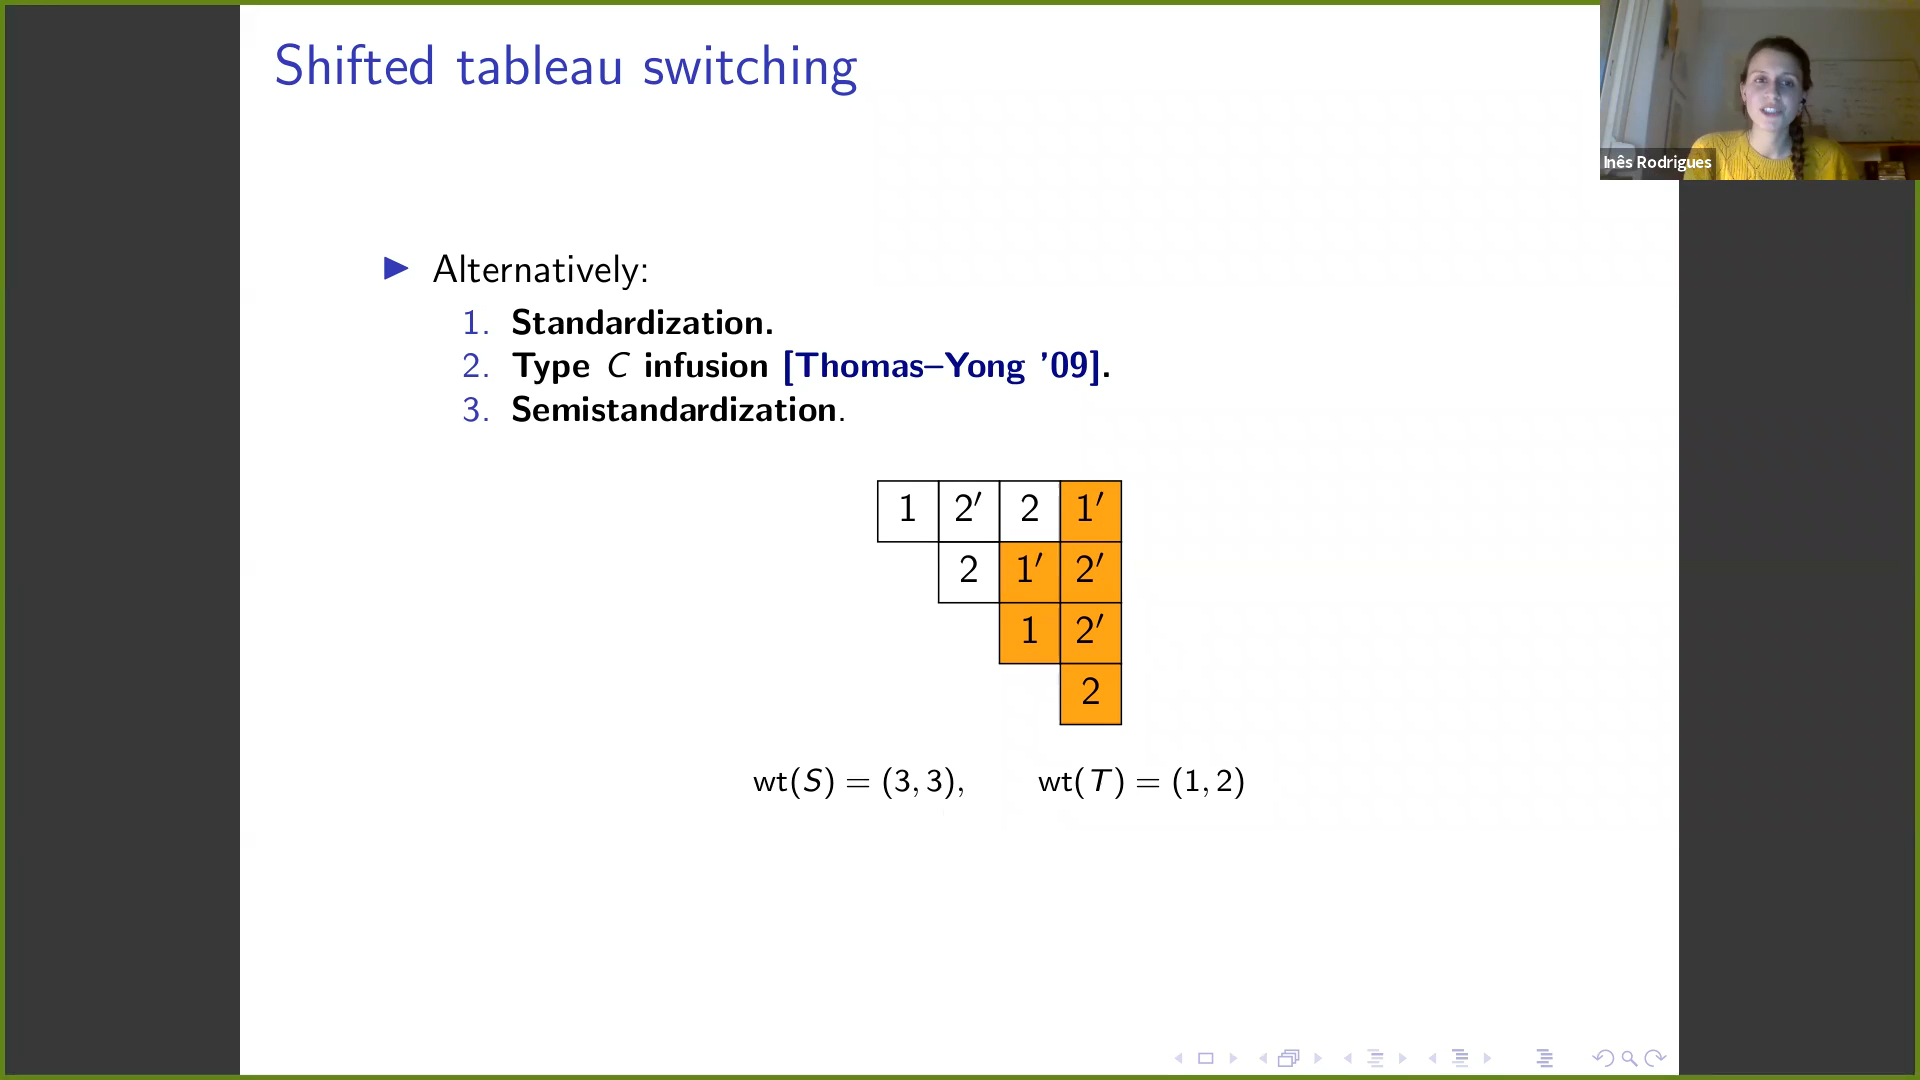 Shifted tableau switching
Inês Rodrigues
▶ Alternatively:
1. Standardization.
2. Type C infusion [Thomas–Yong ’09].
3. Semistandardization.
1 2′ 2 1′
2 1′ 2′
1 2′
2
wt(S) = (3, 3), wt(T) = (1, 2)